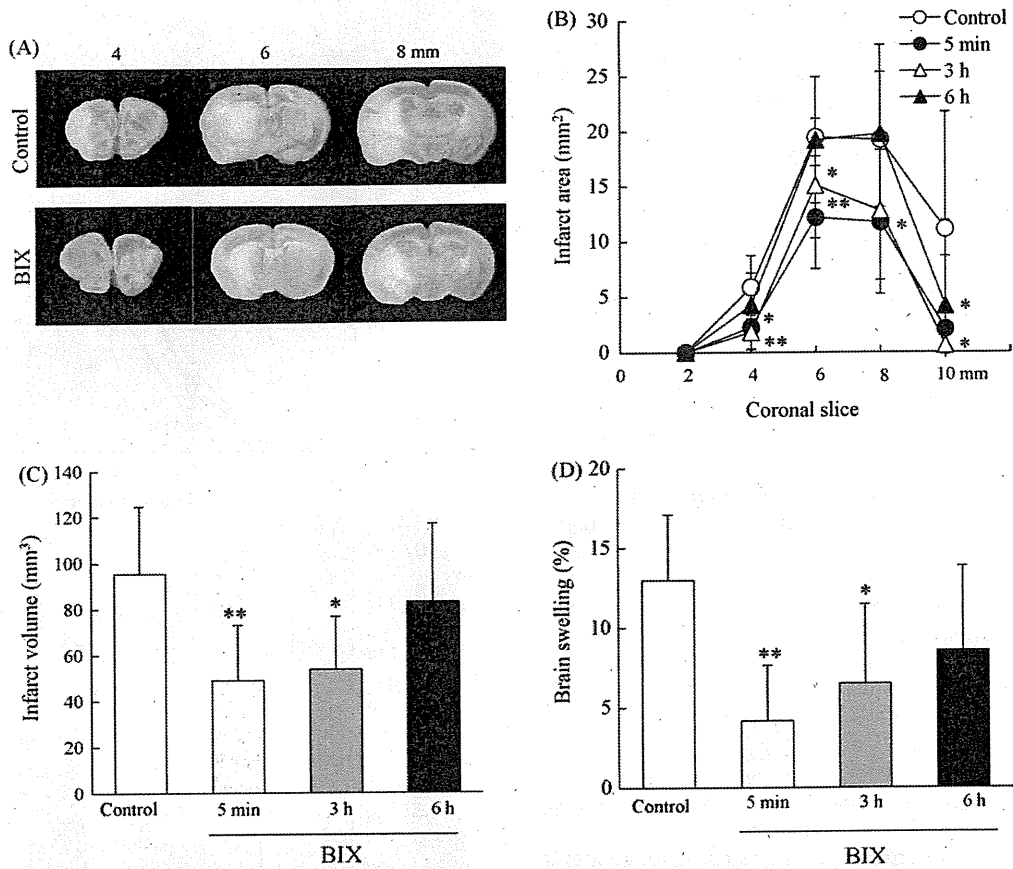 (A)
4 6 8 mm
Control
BIX
(B)
Control
5 min
3 h
6 h
Infarct area (mm²)
30
25
20
15
10
5
0
*
**
*
*
**
*
*
0 2 4 6 8 10 mm
Coronal slice
(C)
Infarct volume (mm³)
140
120
100
80
60
40
20
0
**
*
Control 5 min 3 h 6 h
BIX
(D)
Brain swelling (%)
20
15
10
5
0
**
*
Control 5 min 3 h 6 h
BIX